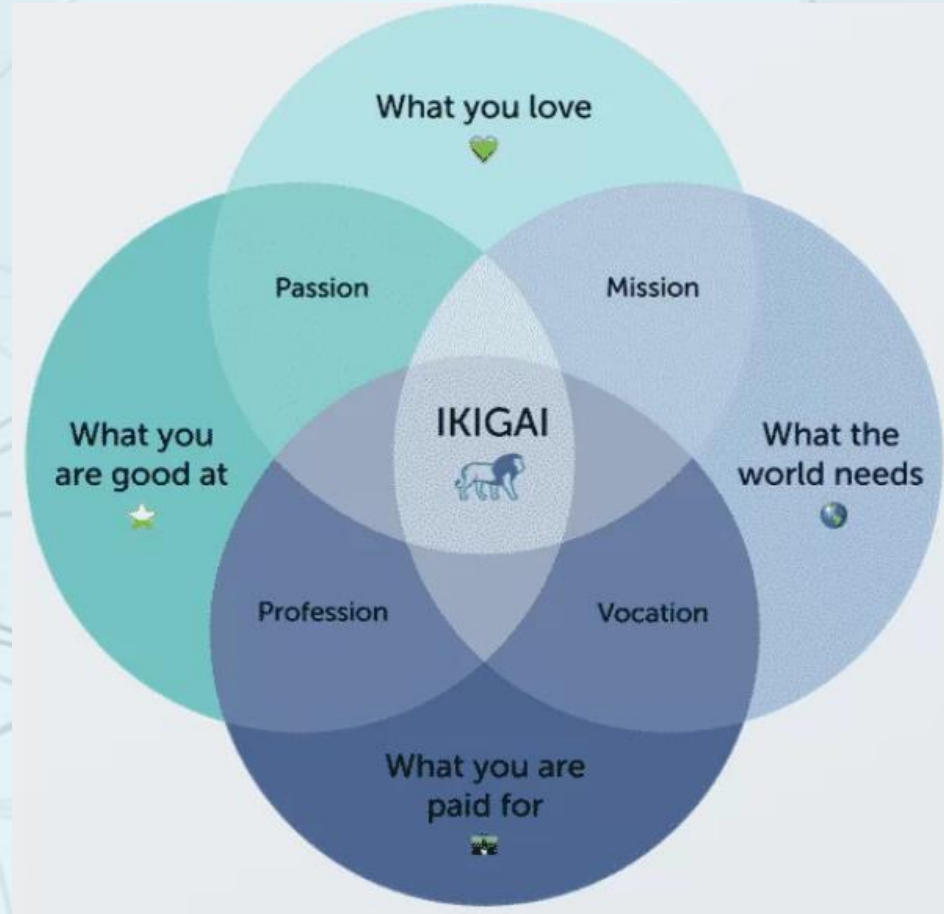 What you love
Passion
Mission
IKIGAI
What you
are good at
What the
world needs
Profession
Vocation
What you are
paid for